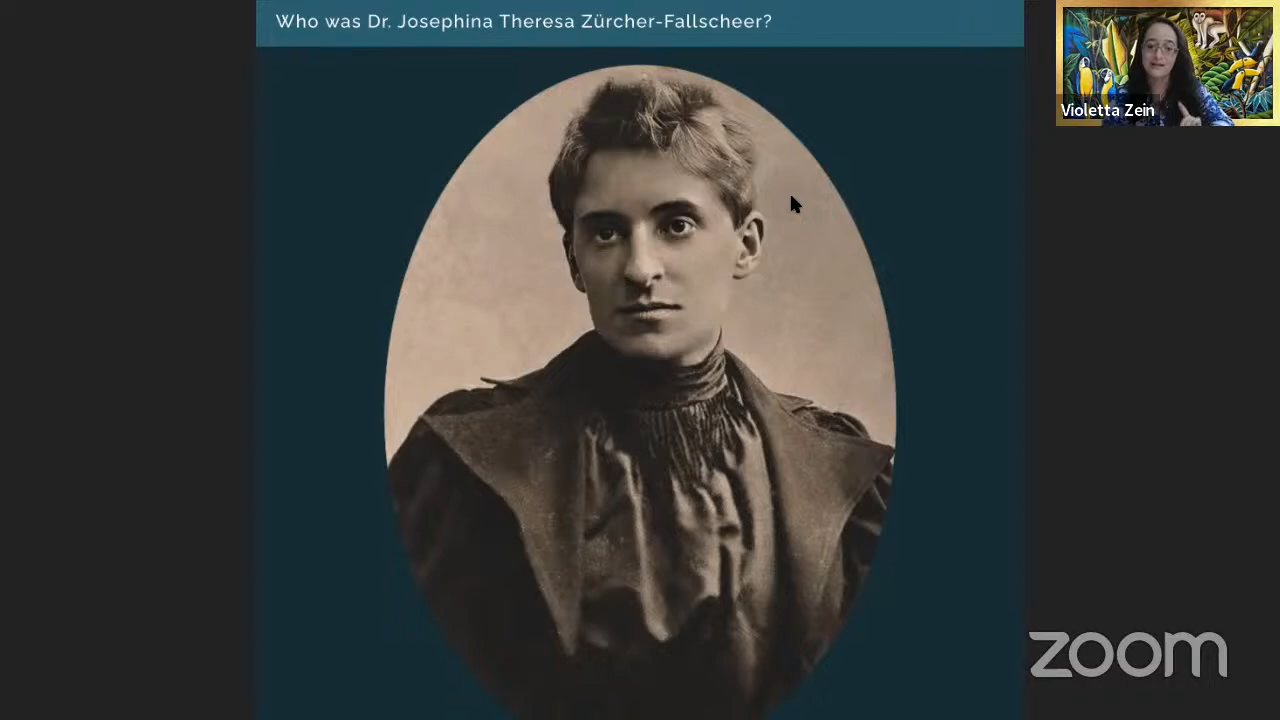 Who was Dr. Josephina Theresa Zürcher-Fallscheer?
Violetta Zein
zoom